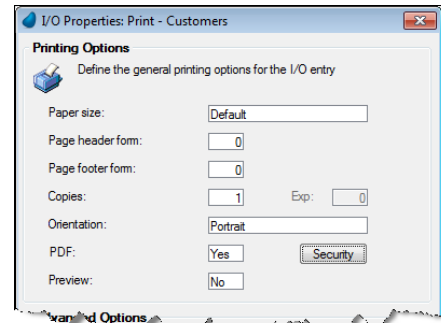 I/O Properties: Print - Customers
Printing Options
Define the general printing options for the I/O entry
Paper size: Default
Page header form: 0
Page footer form: 0
Copies: 1 Exp: 0
Orientation: Portrait
PDF: Yes Security
Preview: No
Options